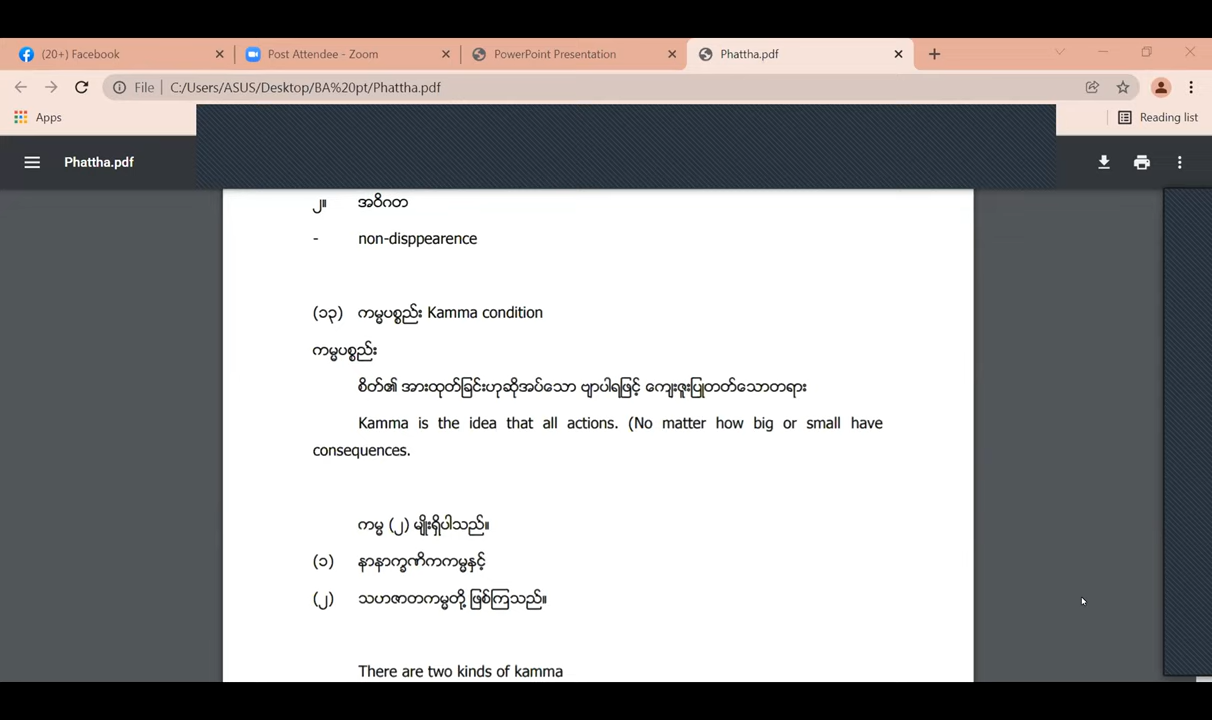 (20+) Facebook
Post Attendee - Zoom
PowerPoint Presentation
Phattha.pdf
File C:/Users/ASUS/Desktop/BA%20pt/Phattha.pdf
Apps
Reading list
Phattha.pdf
၂။ အဝိဂတ
- non-disppearence
(၁၃) ကမ္မပစ္စည်း Kamma condition
ကမ္မပစ္စည်း
စိတ်၏ အားထုတ်ခြင်းဟုဆိုအပ်သော ဗျာပါရဖြင့် ကျေးဇူးပြုတတ်သောတရား
Kamma is the idea that all actions. (No matter how big or small have
consequences.
ကမ္မ (၂) မျိုးရှိပါသည်။
(၁) နာနာက္ခဏိကကမ္မနှင့်
(၂) သဟဇာတကမ္မတို့ ဖြစ်ကြသည်။
There are two kinds of kamma